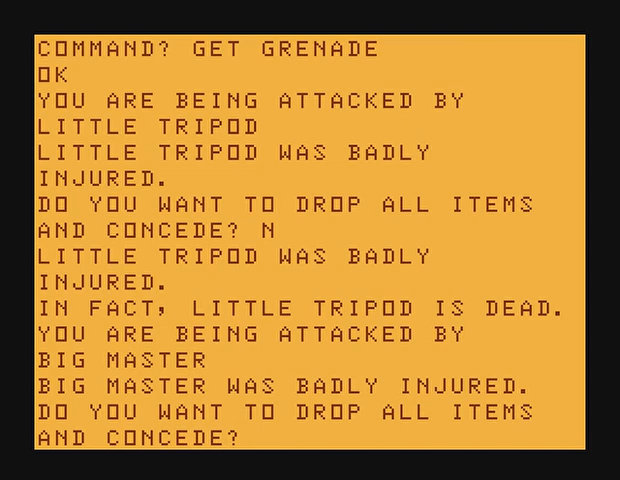 COMMAND? GET GRENADE
OK
YOU ARE BEING ATTACKED BY
LITTLE TRIPOD
LITTLE TRIPOD WAS BADLY
INJURED.
DO YOU WANT TO DROP ALL ITEMS
AND CONCEDE? N
LITTLE TRIPOD WAS BADLY
INJURED.
IN FACT, LITTLE TRIPOD IS DEAD.
YOU ARE BEING ATTACKED BY
BIG MASTER
BIG MASTER WAS BADLY INJURED.
DO YOU WANT TO DROP ALL ITEMS
AND CONCEDE?